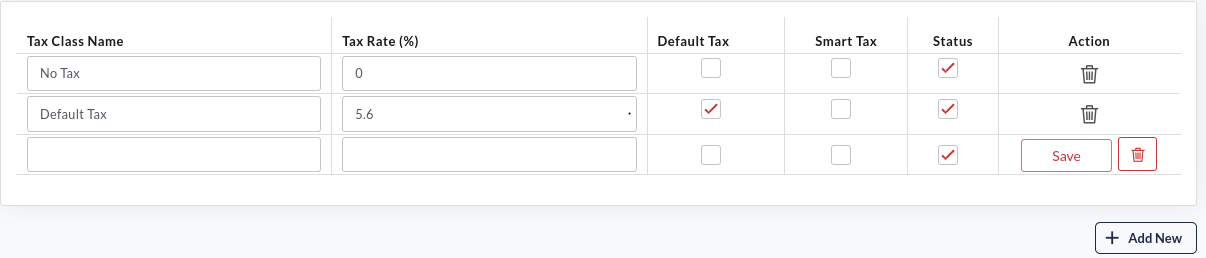 Tax Class Name Tax Rate (%) Default Tax Smart Tax Status Action
No Tax 0
Default Tax 5.6
Save
Add New